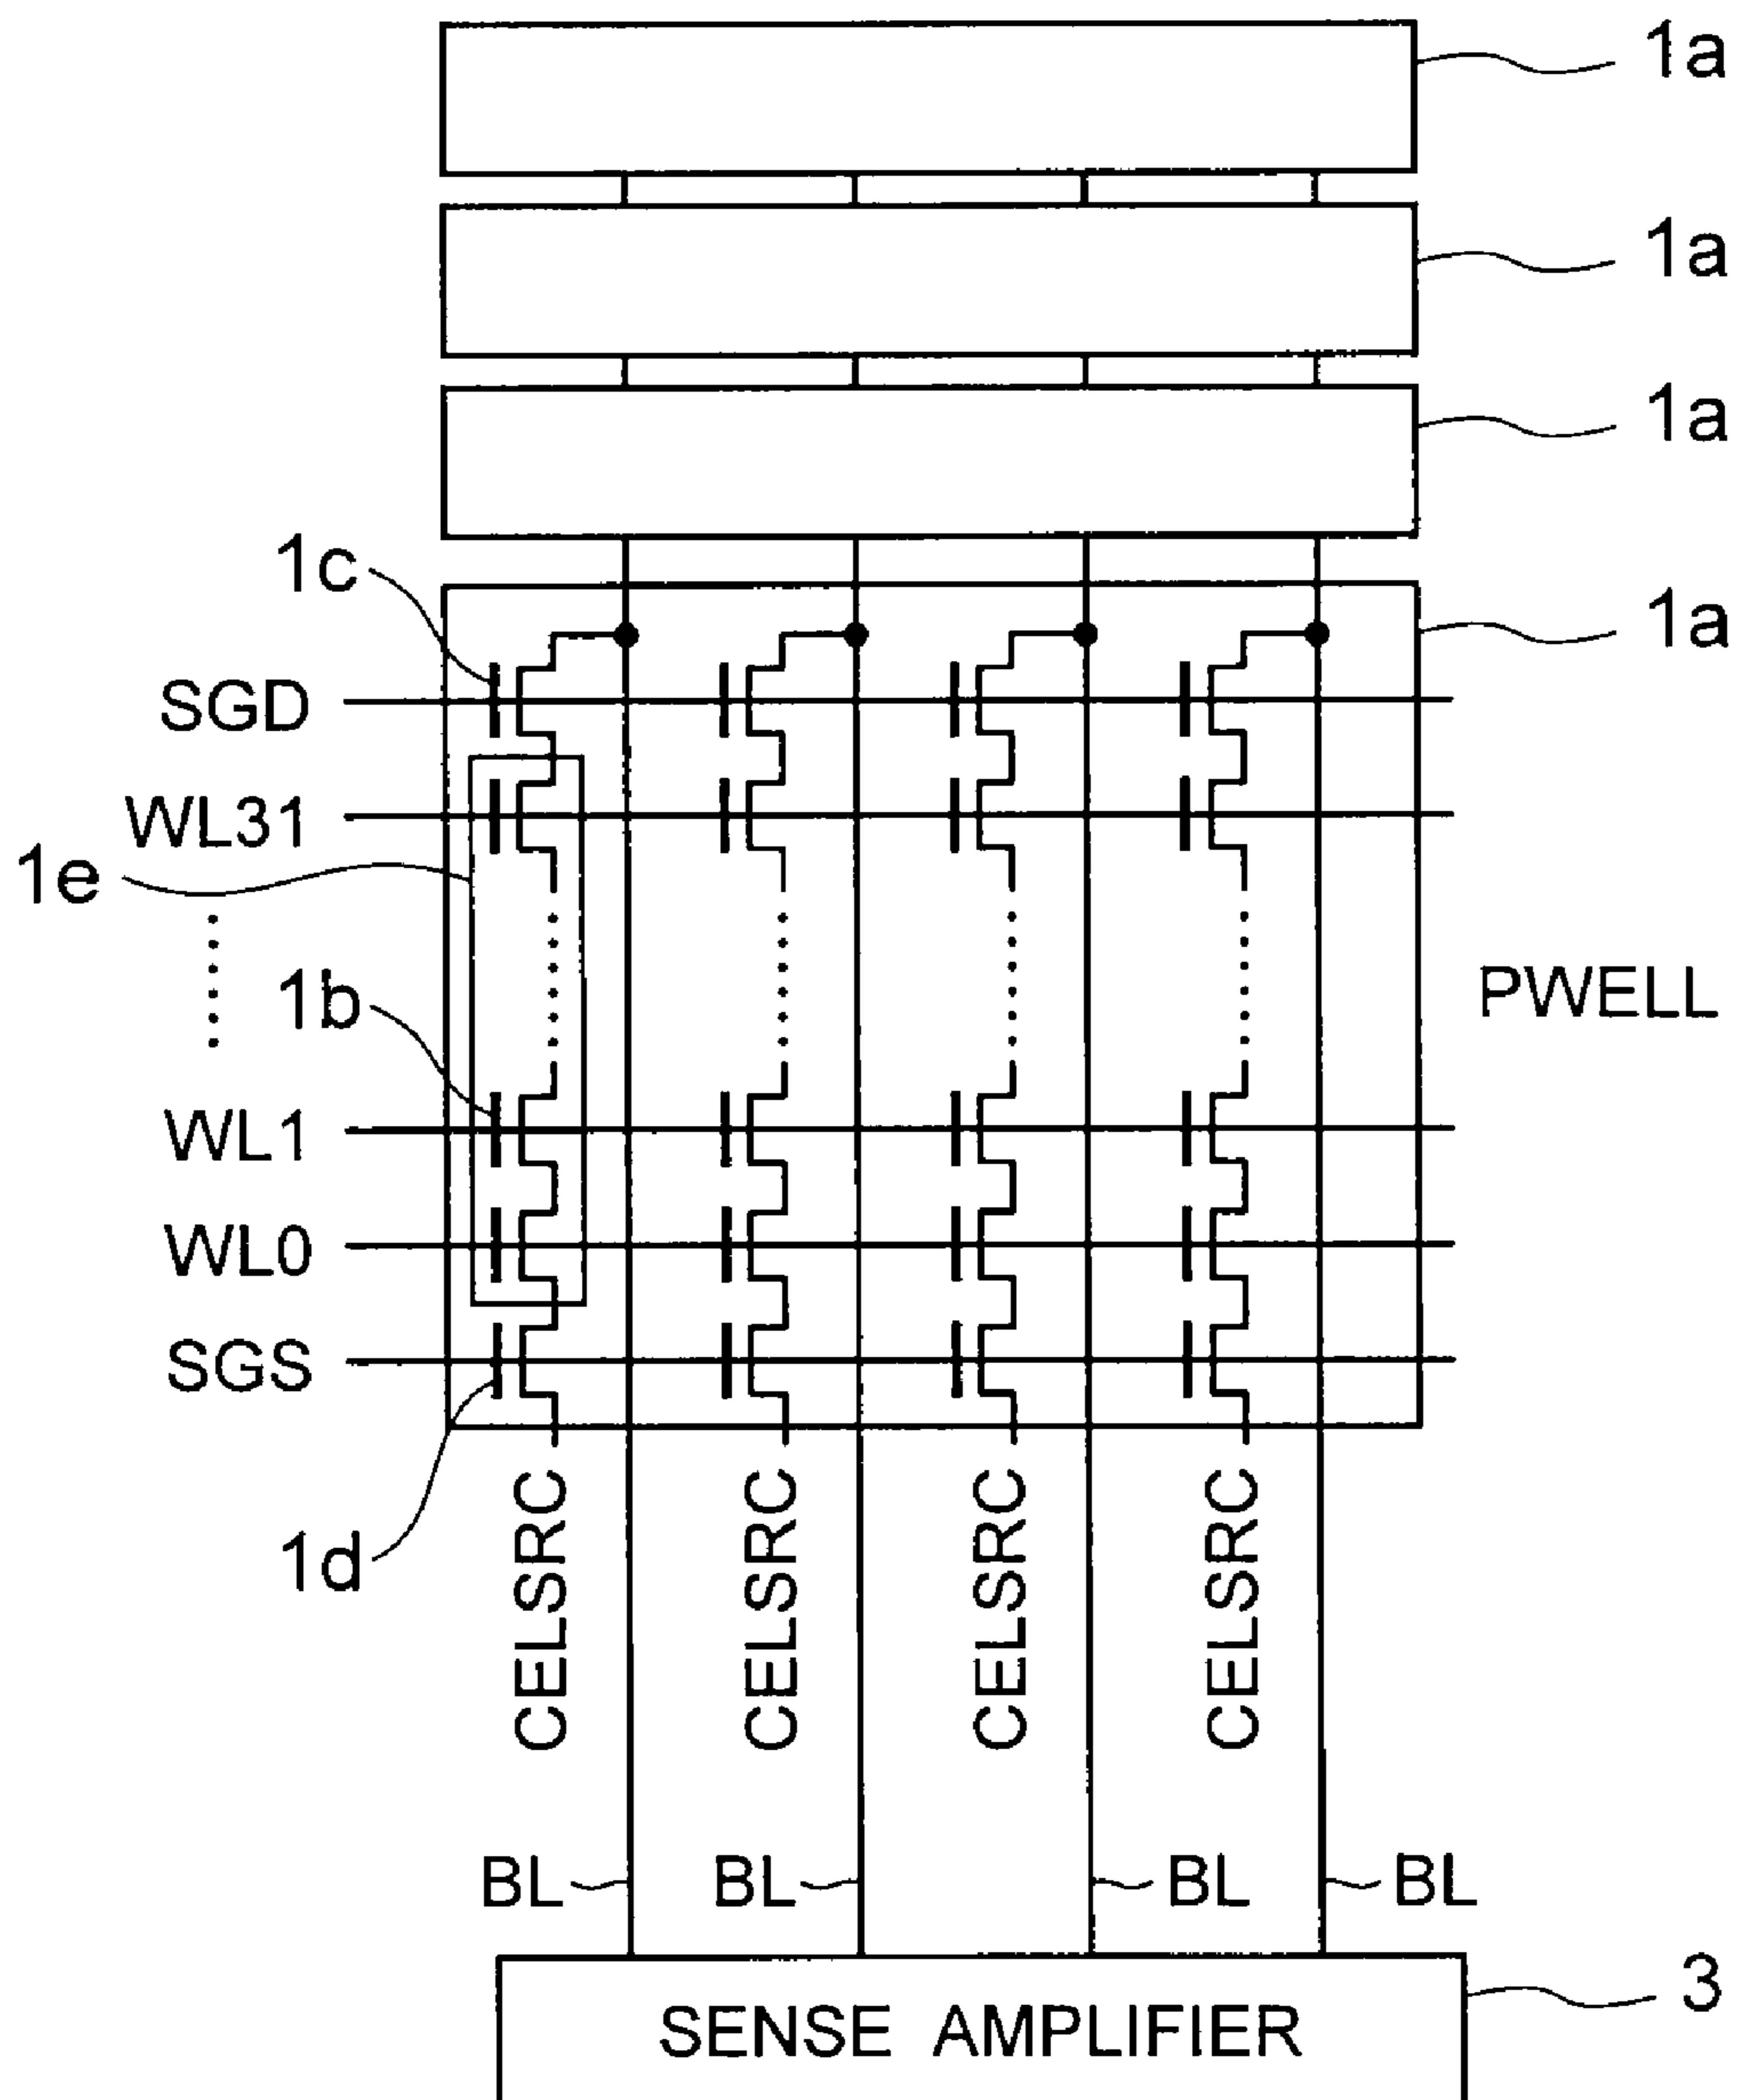 1a
1a
1a
1c
1a
SGD
WL31
1e
1b
PWELL
WL1
WL0
SGS
1d
CELSRC
CELSRC
CELSRC
CELSRC
BL
BL
BL
BL
3
SENSE AMPLIFIER